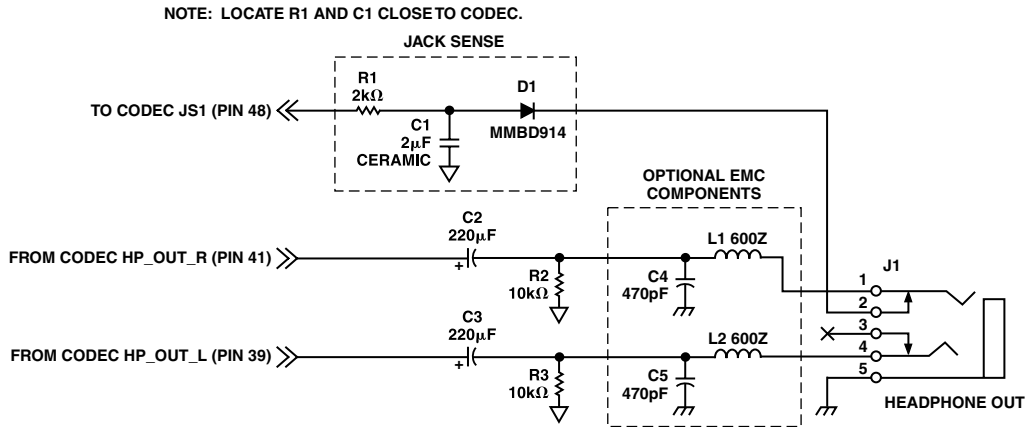 NOTE: LOCATE R1 AND C1 CLOSE TO CODEC.
JACK SENSE
R1
2kΩ
D1
TO CODEC JS1 (PIN 48)
C1
2μF
CERAMIC
MMBD914
OPTIONAL EMC
COMPONENTS
C2
220μF
+
L1 600Z
FROM CODEC HP_OUT_R (PIN 41)
R2
10kΩ
C4
470pF
J1
1
2
3
4
5
C3
220μF
+
L2 600Z
FROM CODEC HP_OUT_L (PIN 39)
R3
10kΩ
C5
470pF
HEADPHONE OUT